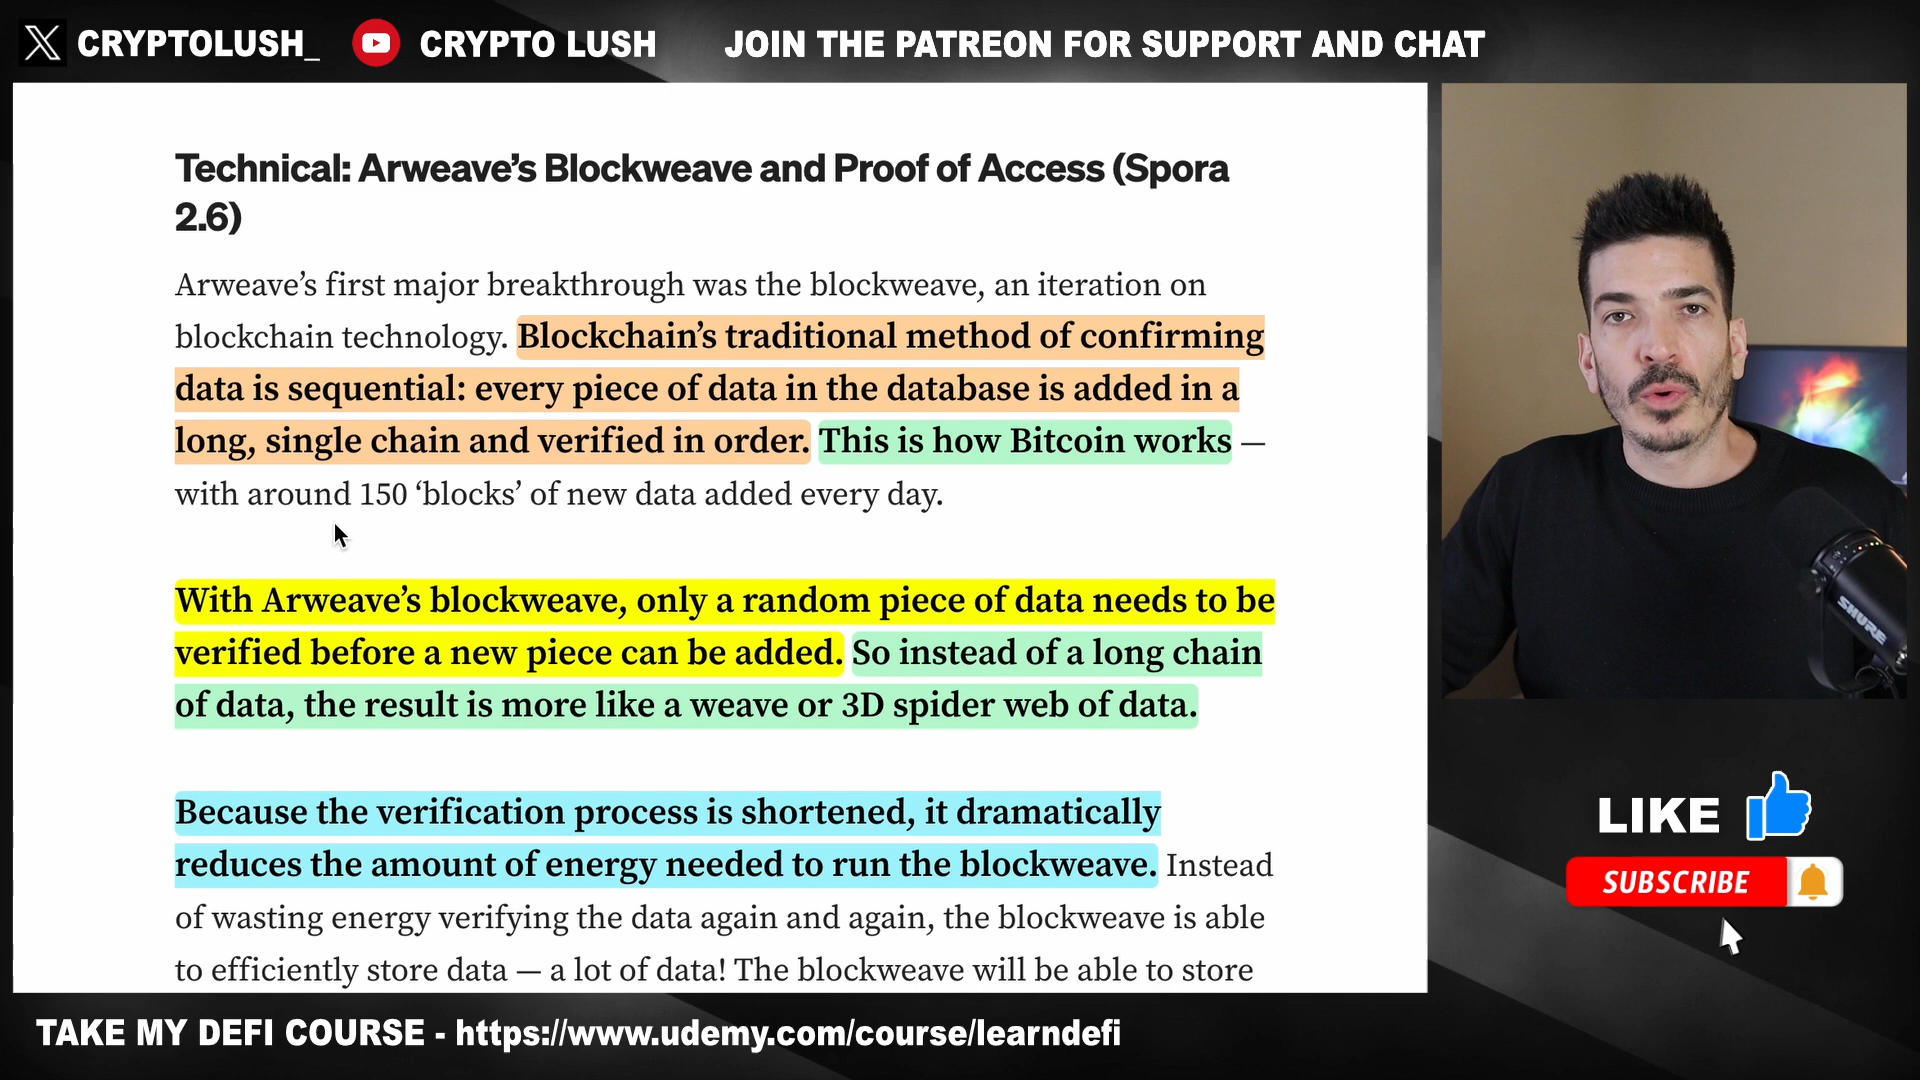 CRYPTOLUSH_
CRYPTO LUSH
JOIN THE PATREON FOR SUPPORT AND CHAT
Technical: Arweave’s Blockweave and Proof of Access (Spora
2.6)
Arweave’s first major breakthrough was the blockweave, an iteration on
blockchain technology. Blockchain’s traditional method of confirming
data is sequential: every piece of data in the database is added in a
long, single chain and verified in order. This is how Bitcoin works —
with around 150 ‘blocks’ of new data added every day.
With Arweave’s blockweave, only a random piece of data needs to be
verified before a new piece can be added. So instead of a long chain
of data, the result is more like a weave or 3D spider web of data.
Because the verification process is shortened, it dramatically
reduces the amount of energy needed to run the blockweave. Instead
of wasting energy verifying the data again and again, the blockweave is able
to efficiently store data — a lot of data! The blockweave will be able to store
SHURE
LIKE
SUBSCRIBE
TAKE MY DEFI COURSE - https://www.udemy.com/course/learndefi